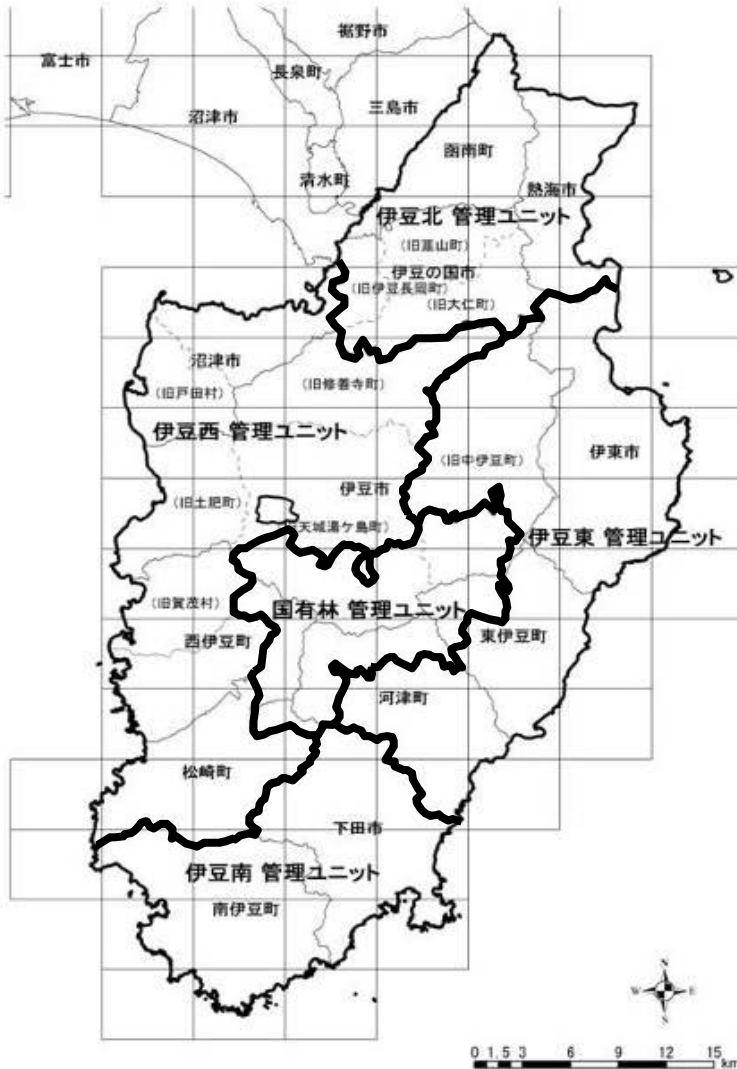 裾野市
富士市
長泉町
沼津市
三島市
函南町
清水町
熱海市
伊豆北 管理ユニット
(旧韮山町)
伊豆の国市
(旧伊豆長岡町)
(旧大仁町)
沼津市
(旧戸田村)
(旧修善寺町)
伊豆西 管理ユニット
(旧中伊豆町)
伊東市
伊豆市
(旧土肥町)
天城湯ケ島町)
伊豆東 管理ユニット
(旧賀茂村)
国有林 管理ユニット
西伊豆町
東伊豆町
河津町
松崎町
下田市
伊豆南 管理ユニット
南伊豆町
N
W E
S
0 1.5 3 6 9 12 15
km